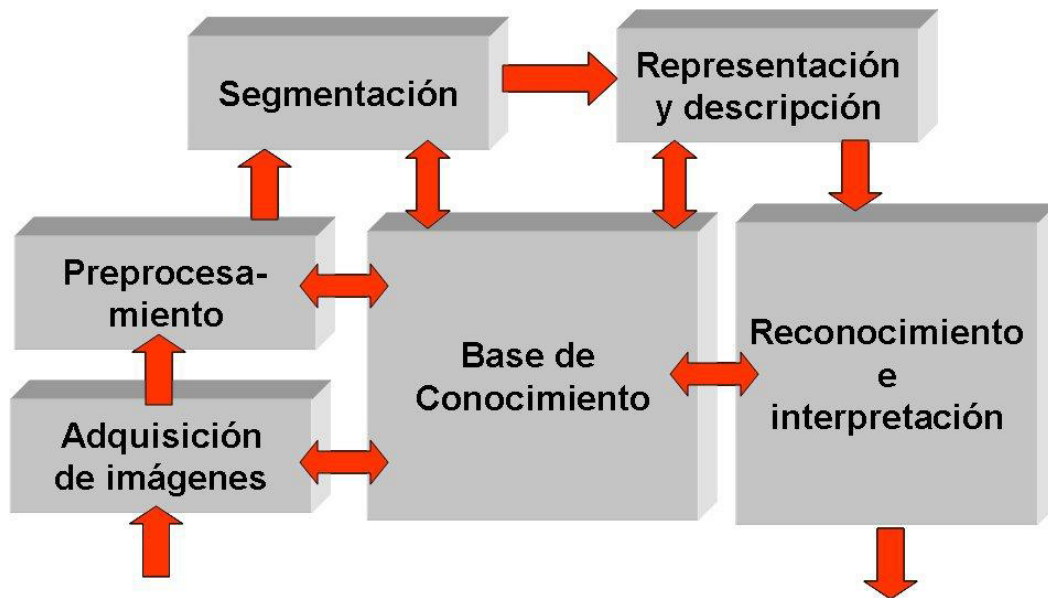 Segmentación
Representación
y descripción
Preprocesa-
miento
Base de
Conocimiento
Reconocimiento
e
interpretación
Adquisición
de imágenes